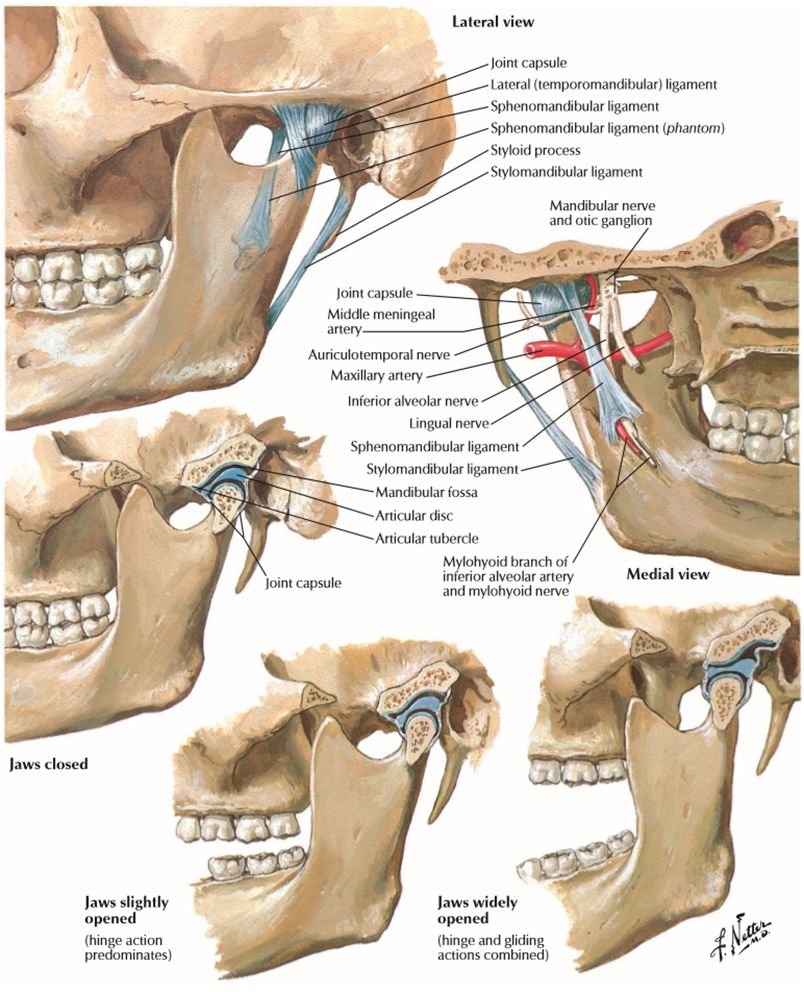 Lateral view
Joint capsule
Lateral (temporomandibular) ligament
Sphenomandibular ligament
Sphenomandibular ligament (phantom)
Styloid process
Stylomandibular ligament
Mandibular nerve
and otic ganglion
Joint capsule
Middle meningeal
artery
Auriculotemporal nerve
Maxillary artery
Inferior alveolar nerve
Lingual nerve
Sphenomandibular ligament
Stylomandibular ligament
Mandibular fossa
Articular disc
Articular tubercle
Joint capsule
Mylohyoid branch of
inferior alveolar artery
and mylohyoid nerve
Medial view
Jaws closed
Jaws slightly
opened
(hinge action
predominates)
Jaws widely
opened
(hinge and gliding
actions combined)
F. Netter
M.D.